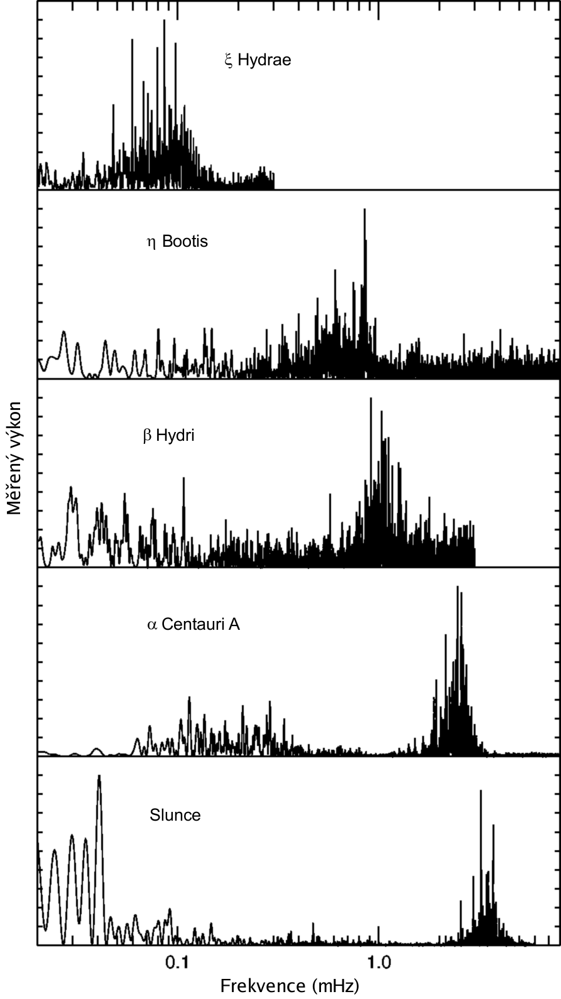 ξ Hydrae
η Bootis
β Hydri
α Centauri A
Slunce
Měřený výkon
0.1 1.0
Frekvence (mHz)